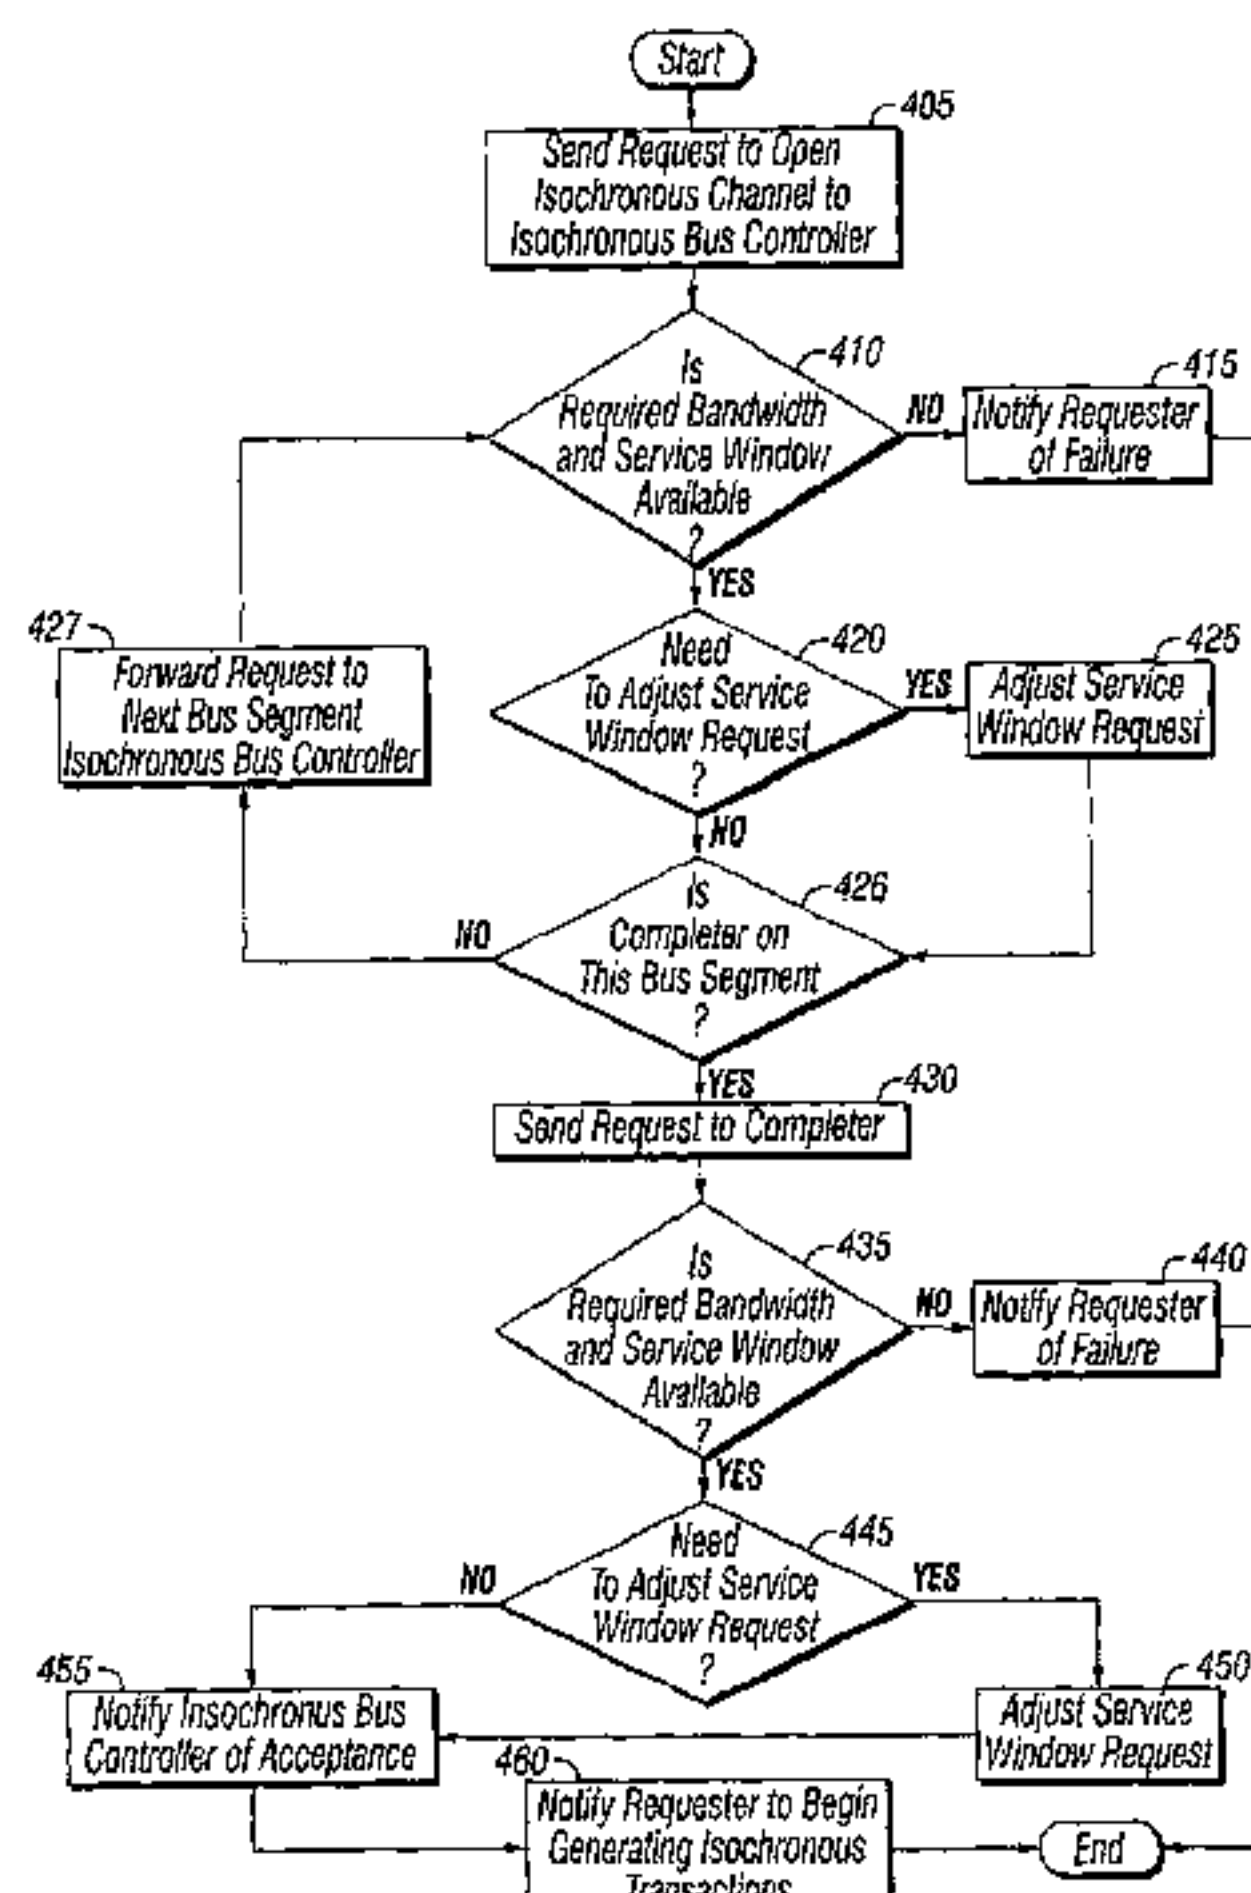 Start
405
Send Request to Open
Isochronous Channel to
Isochronous Bus Controller
410
Is
Required Bandwidth
and Service Window
Available
?
NO
415
Notify Requester
of Failure
YES
420
Need
To Adjust Service
Window Request
?
YES
425
Adjust Service
Window Request
427
Forward Request to
Next Bus Segment
Isochronous Bus Controller
NO
426
Is
Completer on
This Bus Segment
?
NO
YES
430
Send Request to Completer
435
Is
Required Bandwidth
and Service Window
Available
?
NO
440
Notify Requester
of Failure
YES
445
Need
To Adjust Service
Window Request
?
NO
YES
455
Notify Insochronus Bus
Controller of Acceptance
450
Adjust Service
Window Request
460
Notify Requester to Begin
Generating Isochronous
Transactions
End